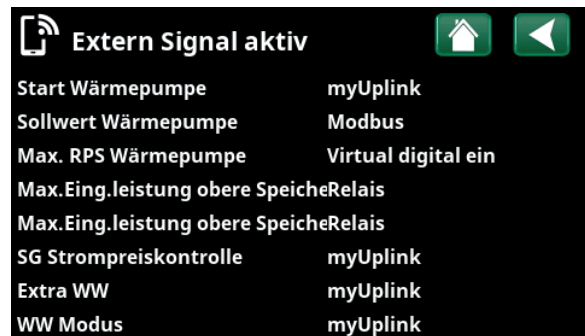 Extern Signal aktiv
Start Wärmepumpe myUplink
Sollwert Wärmepumpe Modbus
Max. RPS Wärmepumpe Virtual digital ein
Max.Eing.leistung obere SpeicheRelais
Max.Eing.leistung obere SpeicheRelais
SG Strompreiskontrolle myUplink
Extra WW myUplink
WW Modus myUplink